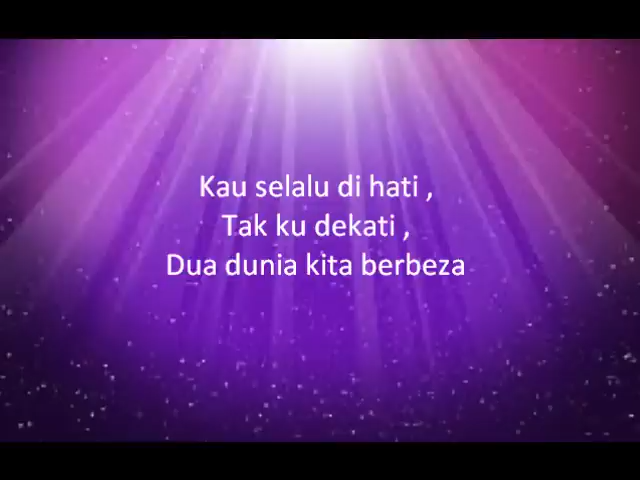 Kau selalu di hati ,
Tak ku dekati ,
Dua dunia kita berbeza